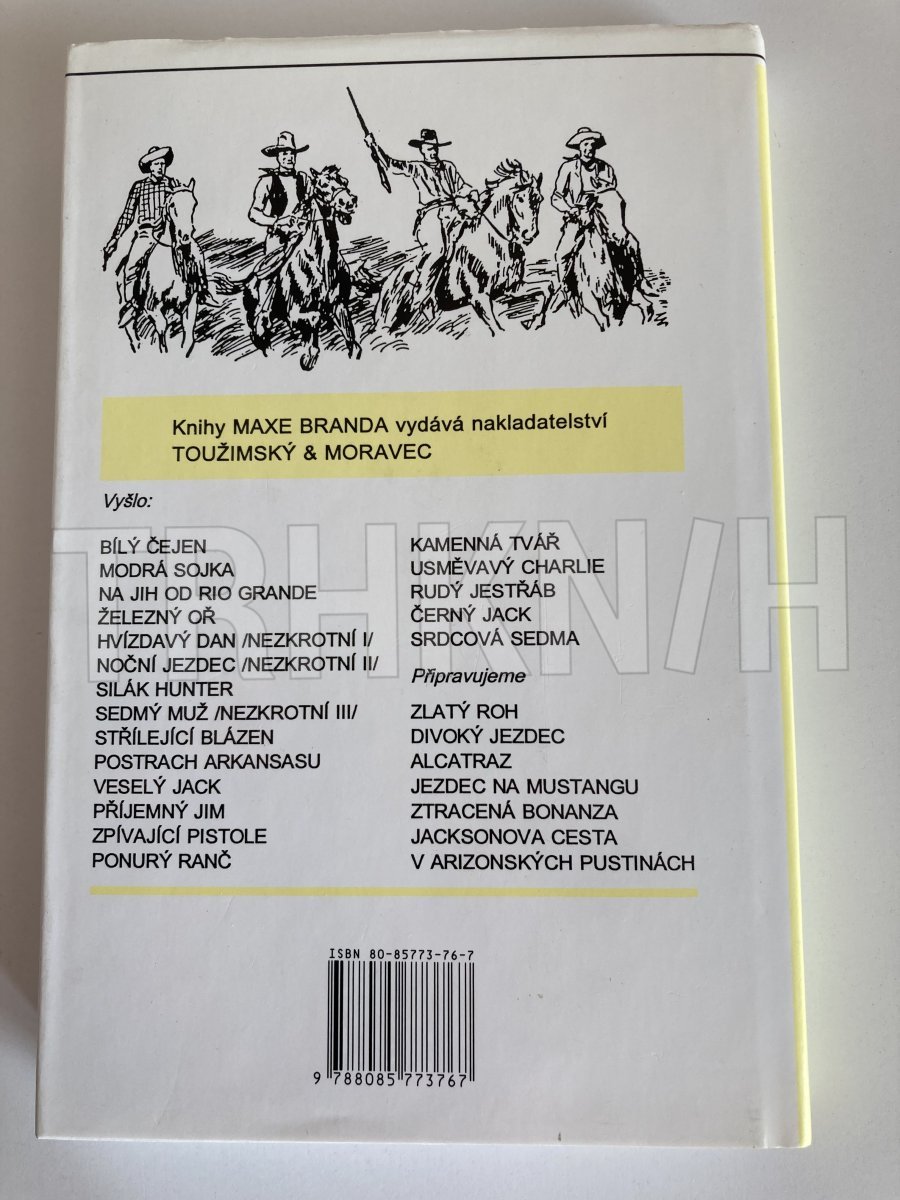 Knihy MAXE BRANDA vydává nakladatelství
TOUŽIMSKÝ & MORAVEC
Vyšlo:
BÍLÝ ČEJEN
MODRÁ SOJKA
NA JIH OD RIO GRANDE
ŽELEZNÝ OŘ
HVÍZDAVÝ DAN /NEZKROTNÍ I/
NOČNÍ JEZDEC /NEZKROTNÍ II/
SILÁK HUNTER
SEDMÝ MUŽ /NEZKROTNÍ III/
STŘÍLEJÍCÍ BLÁZEN
POSTRACH ARKANSASU
VESELÝ JACK
PŘÍJEMNÝ JIM
ZPÍVAJÍCÍ PISTOLE
PONURÝ RANČ
KAMENNÁ TVÁŘ
USMĚVAVÝ CHARLIE
RUDÝ JESTŘÁB
ČERNÝ JACK
SRDCOVÁ SEDMA
Připravujeme
ZLATÝ ROH
DIVOKÝ JEZDEC
ALCATRAZ
JEZDEC NA MUSTANGU
ZTRACENÁ BONANZA
JACKSONOVA CESTA
V ARIZONSKÝCH PUSTINÁCH
TRHKNIH
ISBN 80-85773-76-7
9 788085 773767